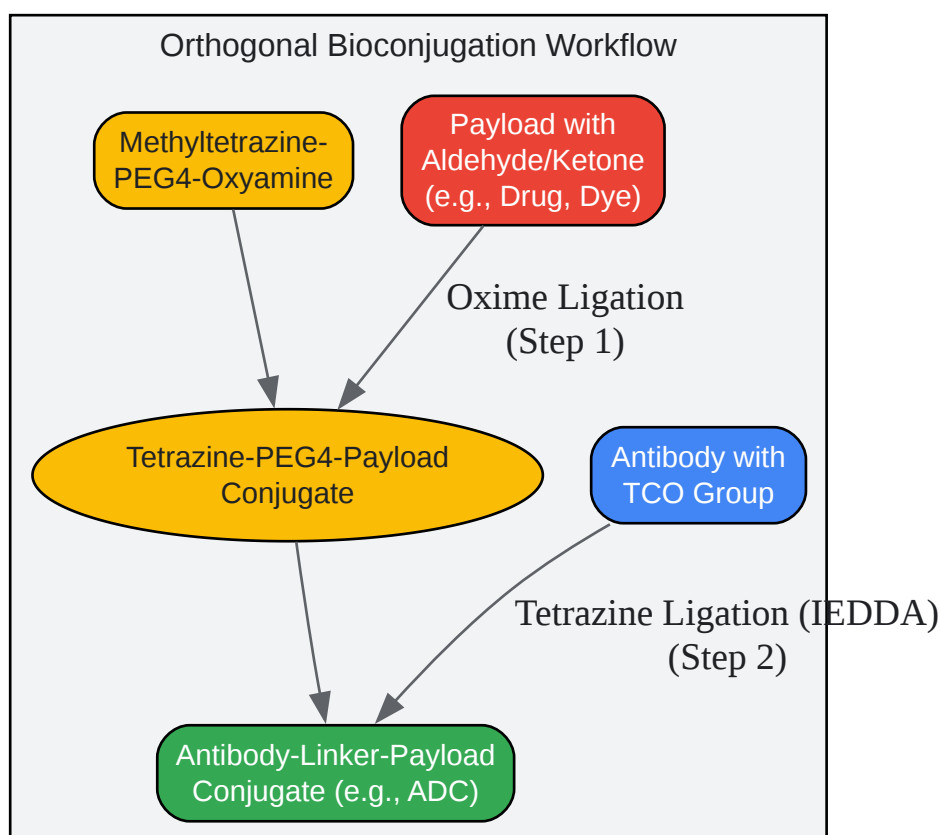 Orthogonal Bioconjugation Workflow
Methyltetrazine-
PEG4-Oxyamine
Payload with
Aldehyde/Ketone
(e.g., Drug, Dye)
Oxime Ligation
(Step 1)
Tetrazine-PEG4-Payload
Conjugate
Antibody with
TCO Group
Tetrazine Ligation (IEDDA)
(Step 2)
Antibody-Linker-Payload
Conjugate (e.g., ADC)